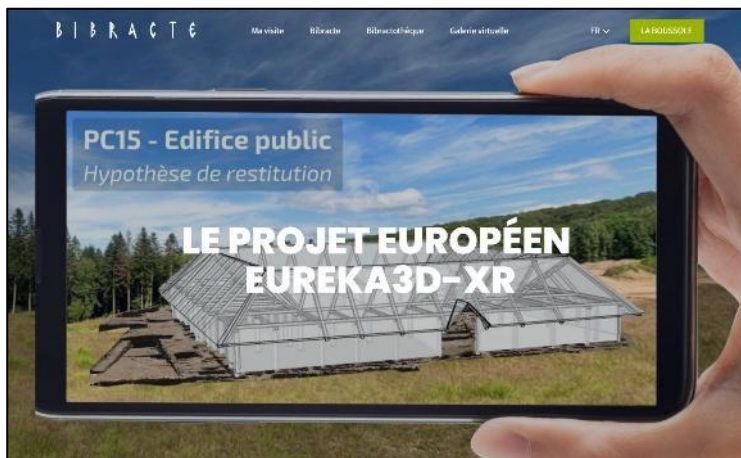 BIBRACTE
Ma visite
Bibracte
Bibractothèque
Galerie virtuelle
FR
LA BOUSSOLE
PC15 - Edifice public
Hypothèse de restitution
LE PROJET EUROPÉEN
EUREKA3D-XR